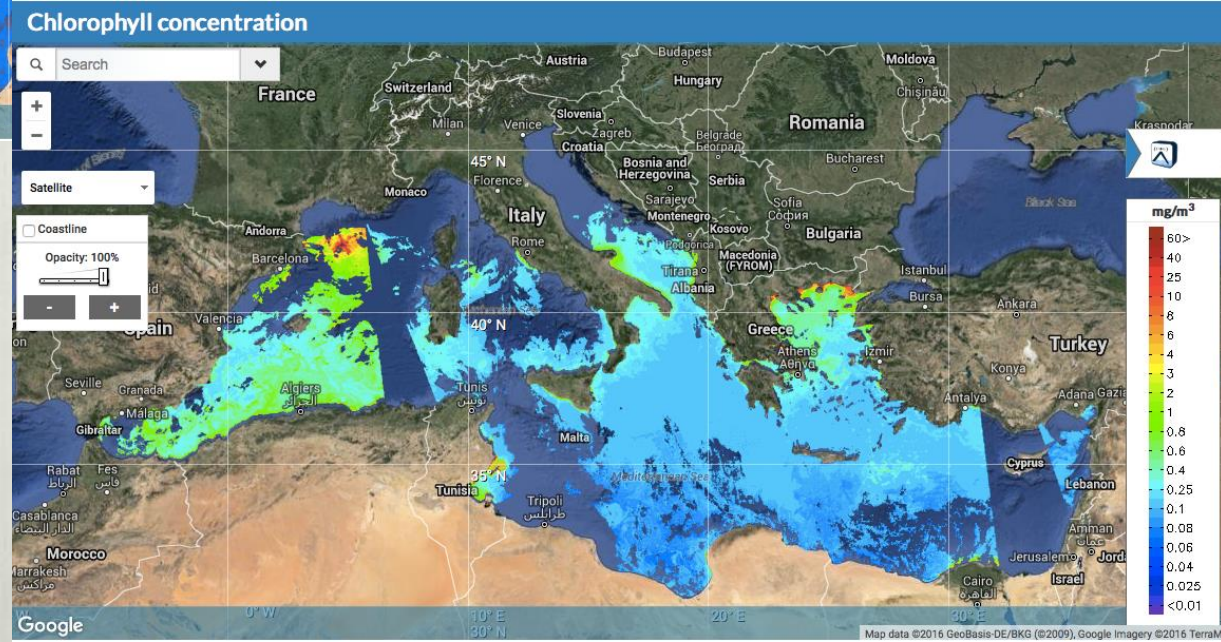 Chlorophyll concentration
Search
+
−
Satellite
Coastline
Opacity: 100%
-
+
France
Switzerland
Austria
Budapest
Hungary
Moldova
Chișinău
Milan
Venice
Slovenia
Zagreb
Croatia
Belgrade
Београд
Romania
Krasnodar
45° N
Bosnia and
Herzegovina
Serbia
Bucharest
Monaco
Florence
Sarajevo
Montenegro
Kosovo
Sofia
София
Bulgaria
Black Sea
Andorra
Italy
Rome
Podgorica
Macedonia
(FYROM)
Barcelona
Tirana
Albania
Istanbul
Bursa
Ankara
Spain
Valencia
40° N
Greece
Athens
Αθήνα
Izmir
Turkey
Konya
Seville
Granada
Málaga
Gibraltar
Algiers
الجزائر
Tunis
تونس
Antalya
Adana
Malta
Cyprus
Rabat
الرباط
Fes
فاس
35° N
Mediterranean Sea
Tunisia
Tripoli
طرابلس
Lebanon
Casablanca
الدار البيضاء
Morocco
Marrakesh
مراكش
Amman
عمان
Jerusalem
Israel
Cairo
القاهرة
0° W
10° E
30° N
20° E
30° E
mg/m³
60>
40
25
10
8
6
4
3
2
1
0.8
0.6
0.4
0.25
0.1
0.08
0.06
0.04
0.025
<0.01
Google
Map data ©2016 GeoBasis-DE/BKG (©2009), Google Imagery ©2016